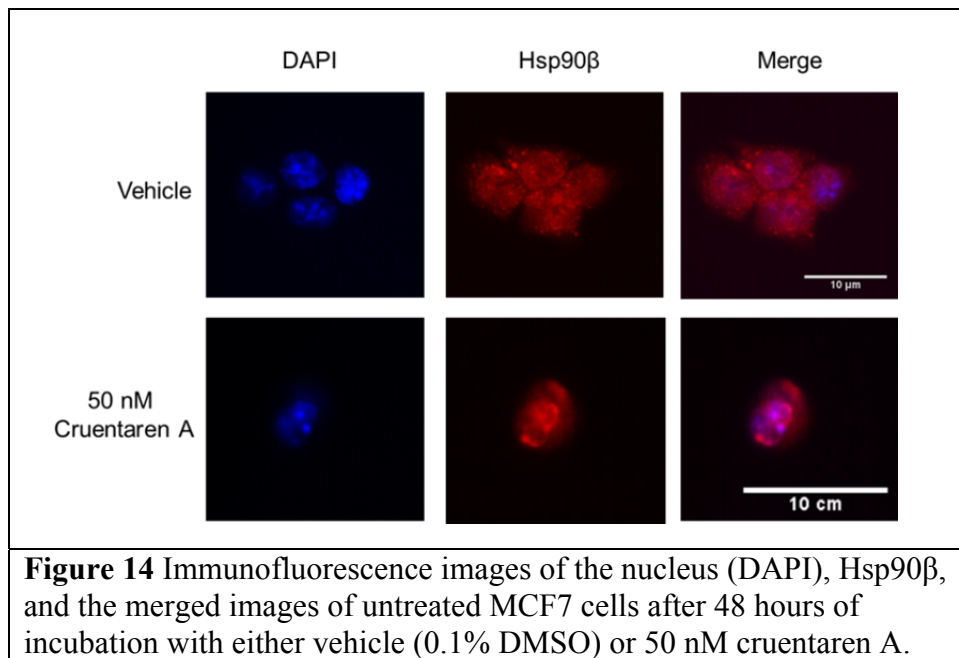 DAPI Hsp90β Merge
Vehicle
10 µm
50 nM
Cruentaren A
10 cm
Figure 14 Immunofluorescence images of the nucleus (DAPI), Hsp90β,
and the merged images of untreated MCF7 cells after 48 hours of
incubation with either vehicle (0.1% DMSO) or 50 nM cruentaren A.